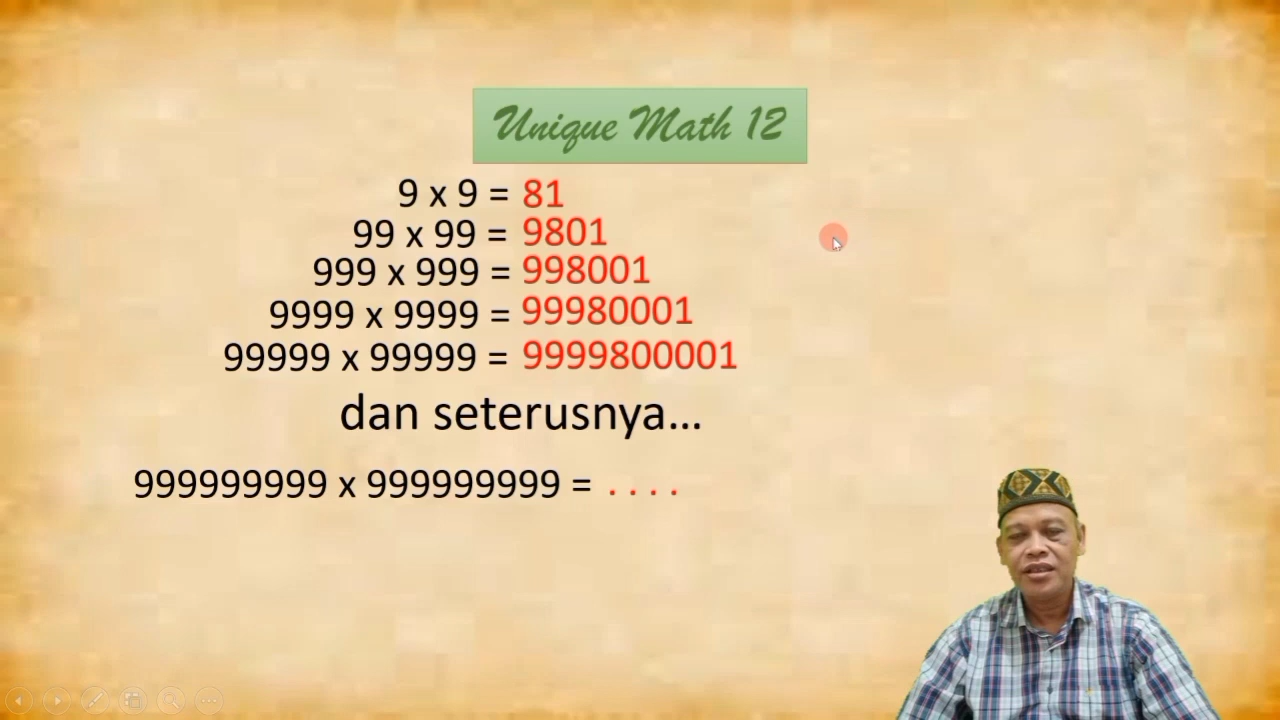 Unique Math 12
9 x 9 = 81
99 x 99 = 9801
999 x 999 = 998001
9999 x 9999 = 99980001
99999 x 99999 = 9999800001
dan seterusnya...
999999999 x 999999999 = . . . .